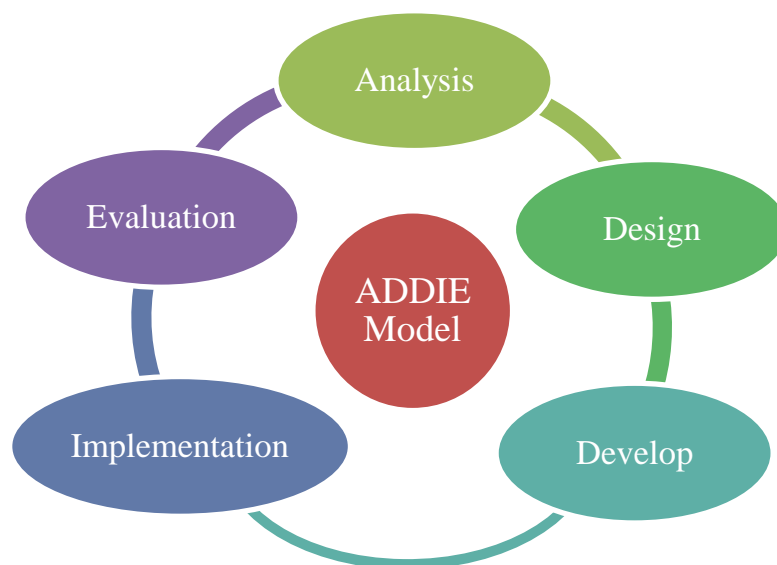 Analysis
Evaluation
Design
ADDIE
Model
Implementation
Develop